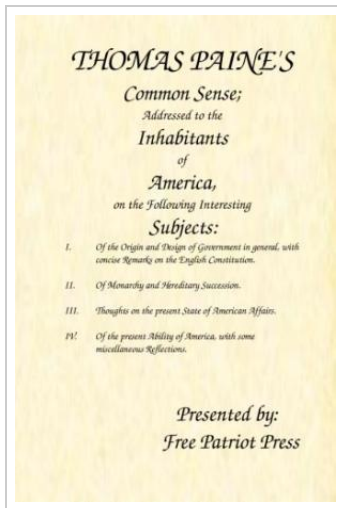 THOMAS PAINE'S
Common Sense;
Addressed to the
Inhabitants
of
America,
on the Following Interesting
Subjects:
I. Of the Origin and Design of Government in general, with
concise Remarks on the English Constitution.
II. Of Monarchy and Hereditary Succession.
III. Thoughts on the present State of American Affairs.
IV. Of the present Ability of America, with some
miscellaneous Reflections.
Presented by:
Free Patriot Press